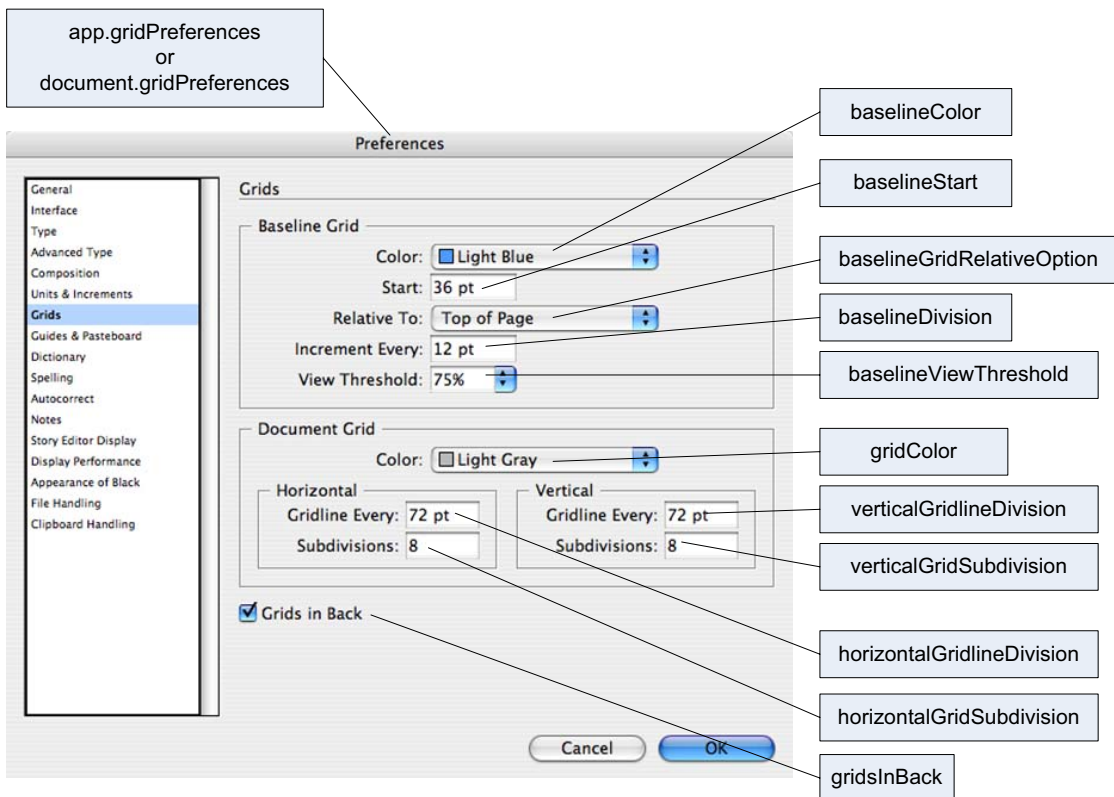 app.gridPreferences
or
document.gridPreferences
Preferences
General
Interface
Type
Advanced Type
Composition
Units & Increments
Grids
Guides & Pasteboard
Dictionary
Spelling
Autocorrect
Notes
Story Editor Display
Display Performance
Appearance of Black
File Handling
Clipboard Handling
Grids
Baseline Grid
Color: Light Blue
Start: 36 pt
Relative To: Top of Page
Increment Every: 12 pt
View Threshold: 75%
Document Grid
Color: Light Gray
Horizontal
Gridline Every: 72 pt
Subdivisions: 8
Vertical
Gridline Every: 72 pt
Subdivisions: 8
Grids in Back
Cancel
OK
baselineColor
baselineStart
baselineGridRelativeOption
baselineDivision
baselineViewThreshold
gridColor
verticalGridlineDivision
verticalGridSubdivision
horizontalGridlineDivision
horizontalGridSubdivision
gridsInBack